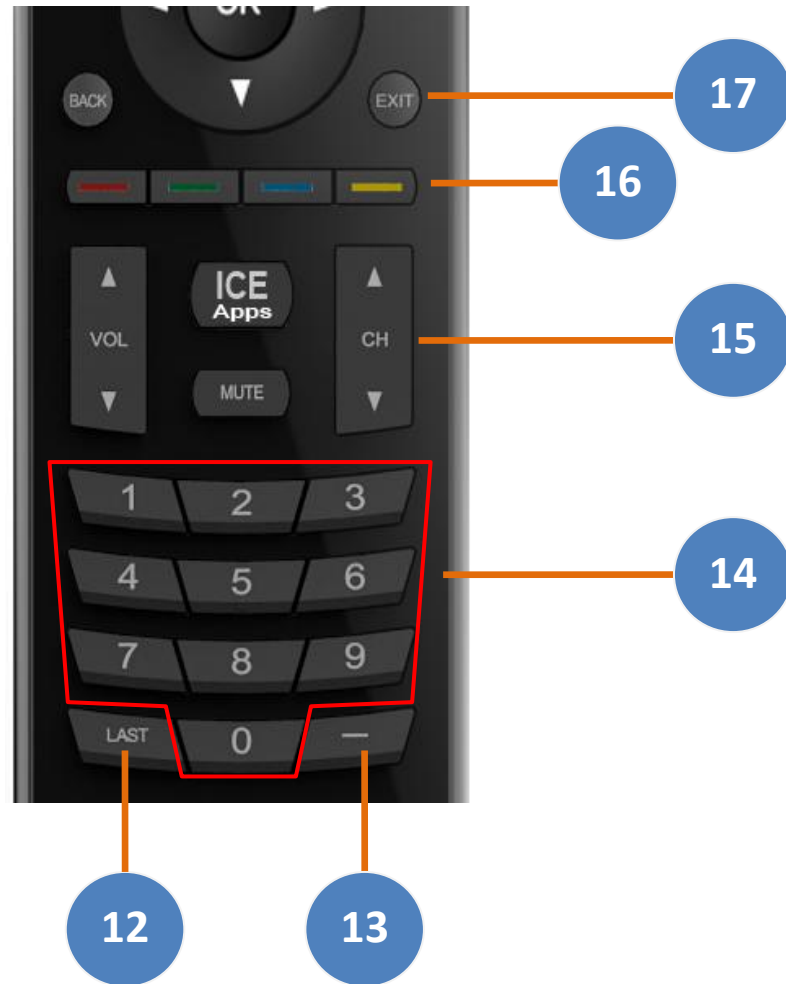 OK
BACK
EXIT
17
16
ICE
Apps
VOL
CH
15
MUTE
1 2 3
4 5 6
14
7 8 9
LAST 0 —
12
13